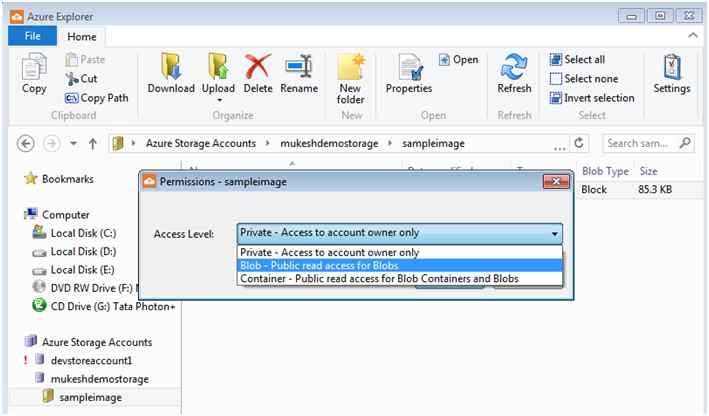 Azure Explorer
File
Home
Copy
Paste
Cut
Copy Path
Clipboard
Download
Upload
Delete
Rename
Organize
New folder
New
Properties
Open
Open
Refresh
Refresh
Select all
Select none
Invert selection
Select
Settings
Azure Storage Accounts
mukeshdemostorage
sampleimage
...
Search sam...
Blob Type
Size
Block
85.3 KB
Bookmarks
Computer
Local Disk (C:)
Local Disk (D:)
Local Disk (E:)
DVD RW Drive (F:)
CD Drive (G:) Tata Photon+
Azure Storage Accounts
! devstoreaccount1
mukeshdemostorage
sampleimage
Permissions - sampleimage
Access Level:
Private - Access to account owner only
Private - Access to account owner only
Blob - Public read access for Blobs
Container - Public read access for Blob Containers and Blobs